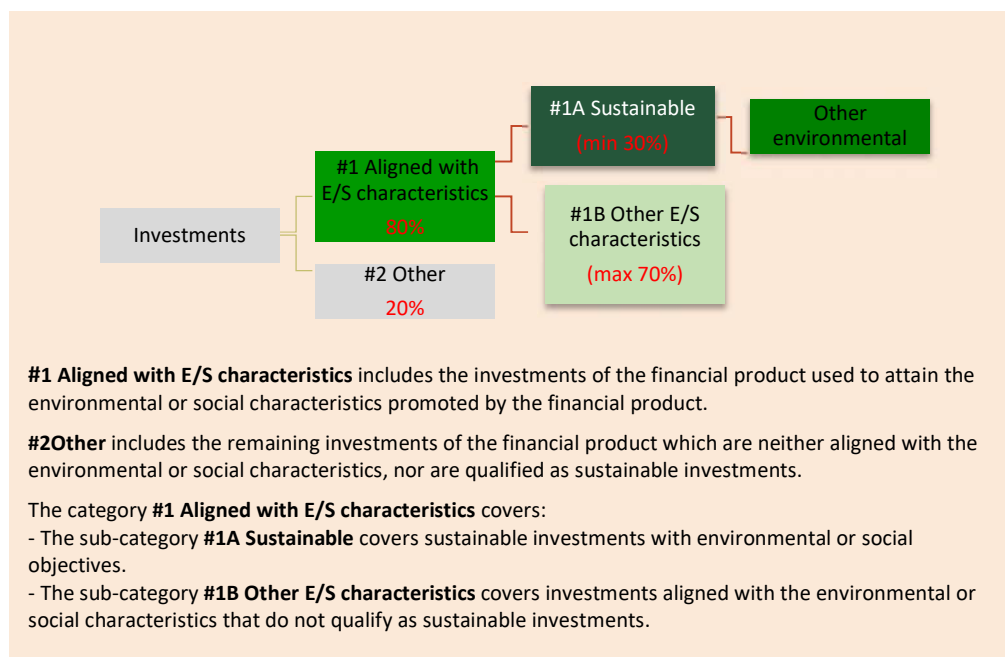 Investments
#1 Aligned with
E/S characteristics
80%
#2 Other
20%
#1A Sustainable
(min 30%)
#1B Other E/S
characteristics
(max 70%)
Other
environmental
#1 Aligned with E/S characteristics includes the investments of the financial product used to attain the
environmental or social characteristics promoted by the financial product.
#2Other includes the remaining investments of the financial product which are neither aligned with the
environmental or social characteristics, nor are qualified as sustainable investments.
The category #1 Aligned with E/S characteristics covers:
- The sub-category #1A Sustainable covers sustainable investments with environmental or social
objectives.
- The sub-category #1B Other E/S characteristics covers investments aligned with the environmental or
social characteristics that do not qualify as sustainable investments.